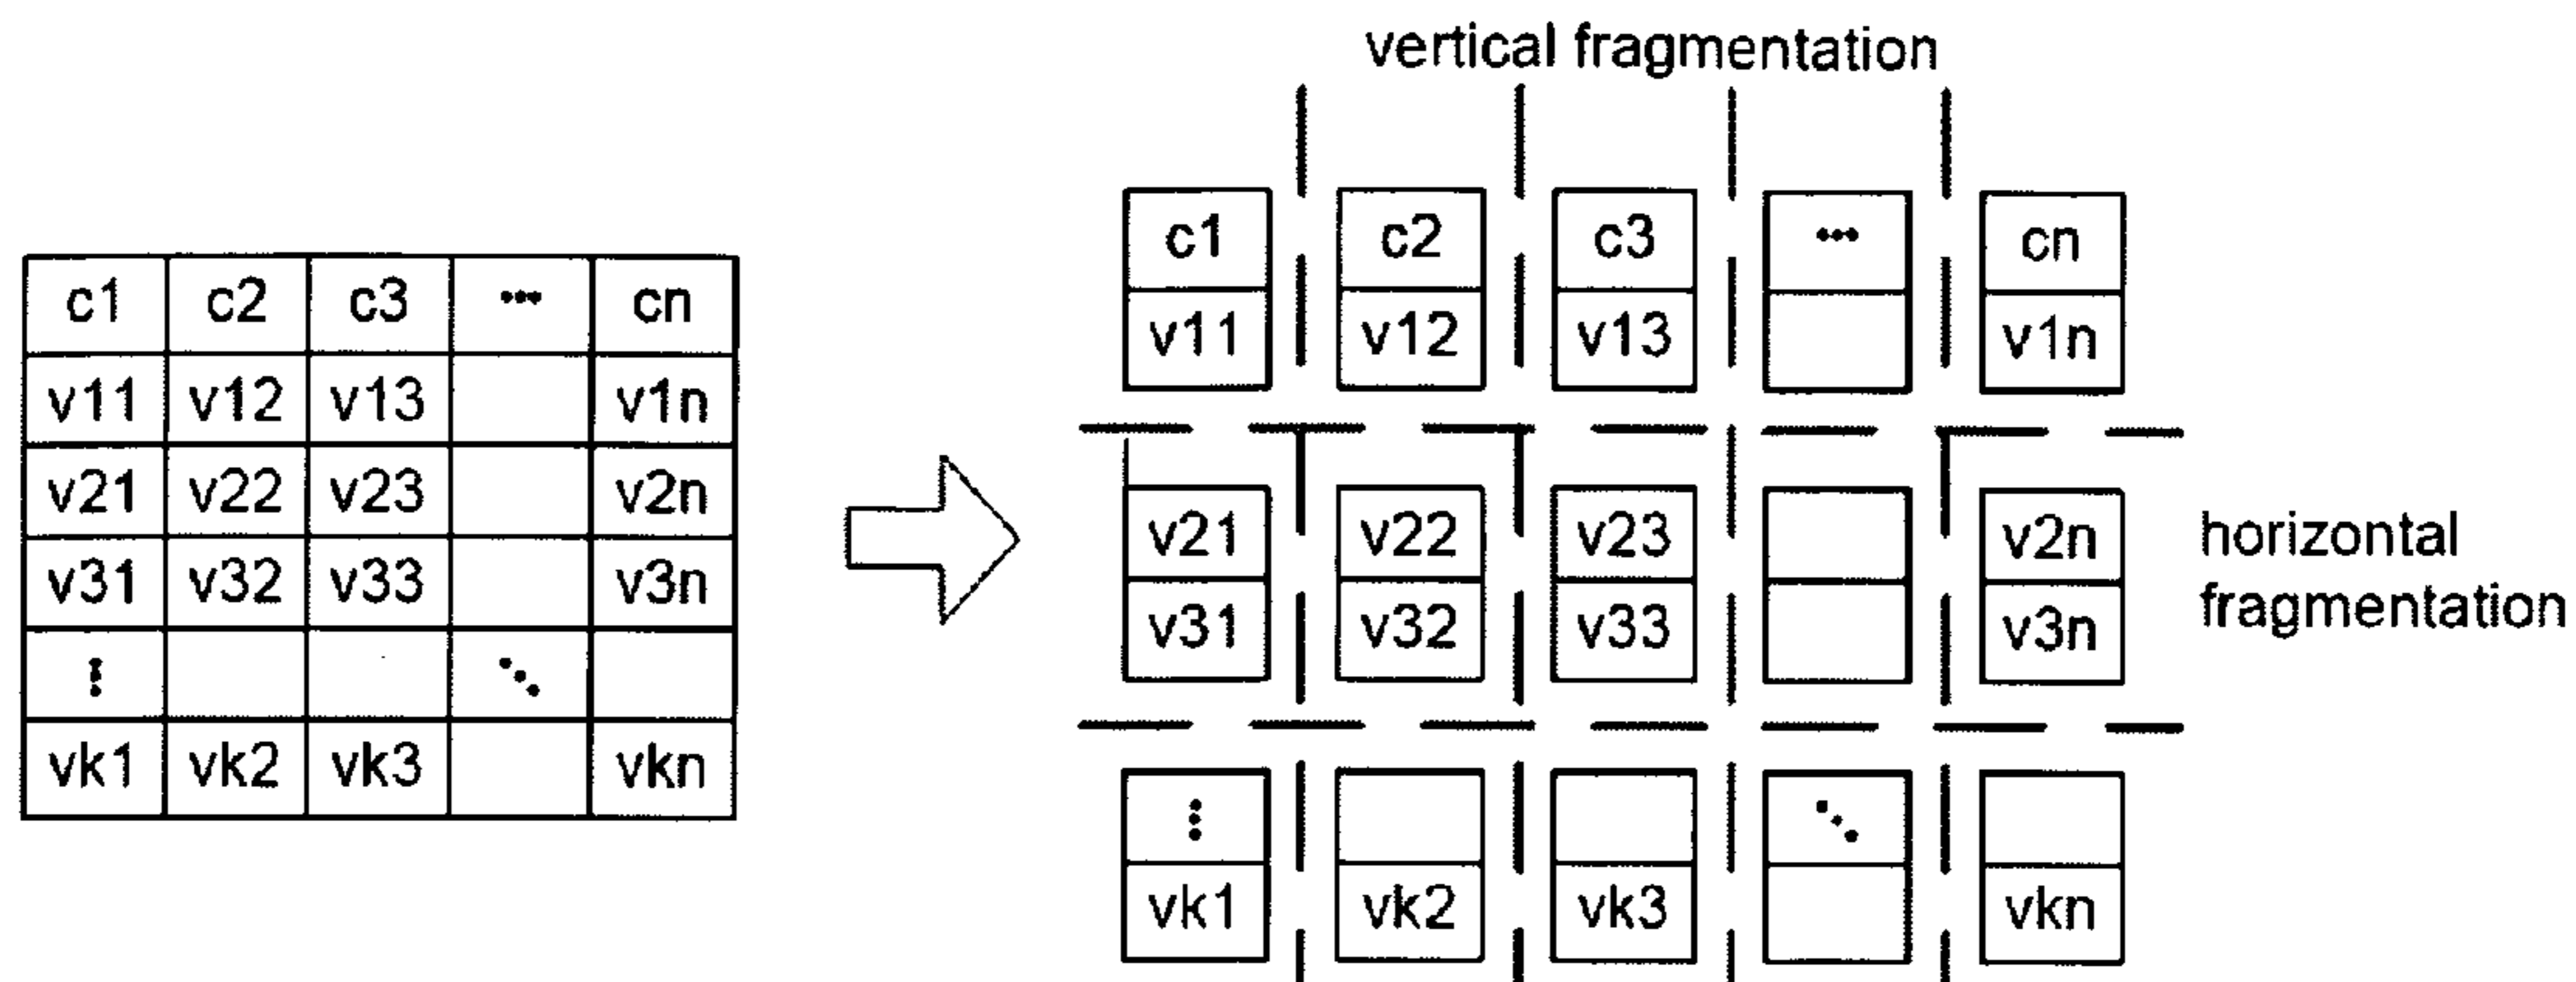 vertical fragmentation
c1 c2 c3 ... cn
v11 v12 v13 v1n
v21 v22 v23 v2n
v31 v32 v33 v3n
⋮ ⋱
vk1 vk2 vk3 vkn
c1 c2 c3 ... cn
v11 v12 v13 v1n
v21 v22 v23 v2n
v31 v32 v33 v3n
⋮ ⋱
vk1 vk2 vk3 vkn
horizontal
fragmentation